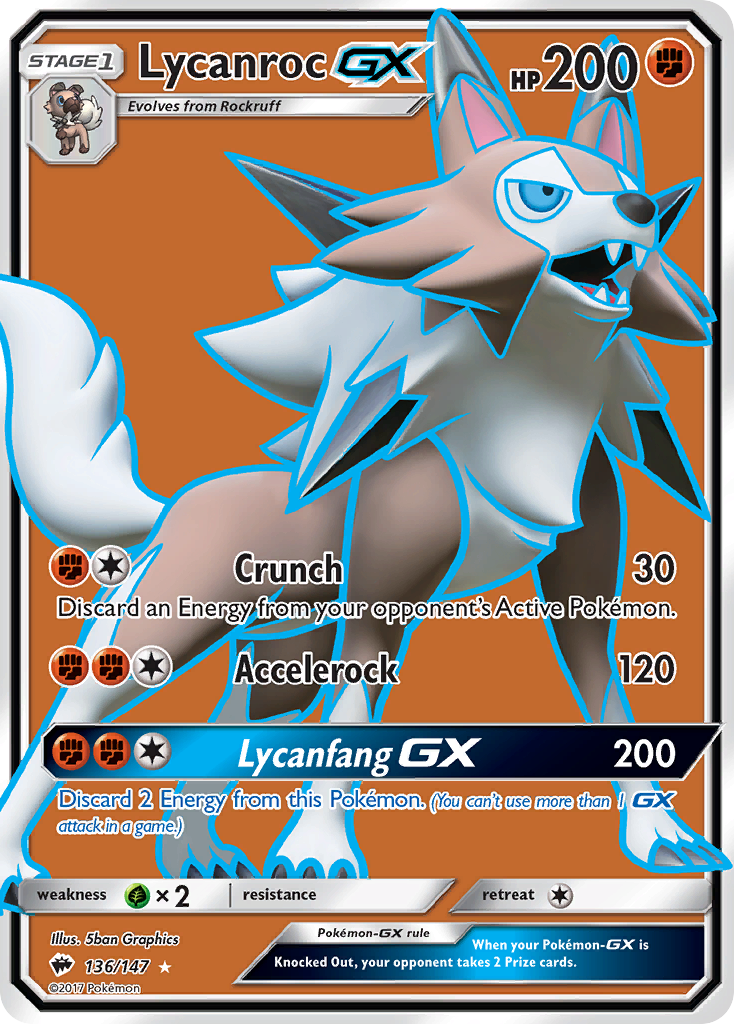 STAGE1
Lycanroc GX
HP 200
Evolves from Rockruff
Crunch 30
Discard an Energy from your opponent's Active Pokémon.
Accelerock 120
Lycanfang GX 200
Discard 2 Energy from this Pokémon. (You can't use more than 1 GX
attack in a game.)
weakness × 2 resistance retreat
Illus. 5ban Graphics
136/147 ★
©2017 Pokémon
Pokémon-GX rule
When your Pokémon-GX is
Knocked Out, your opponent takes 2 Prize cards.